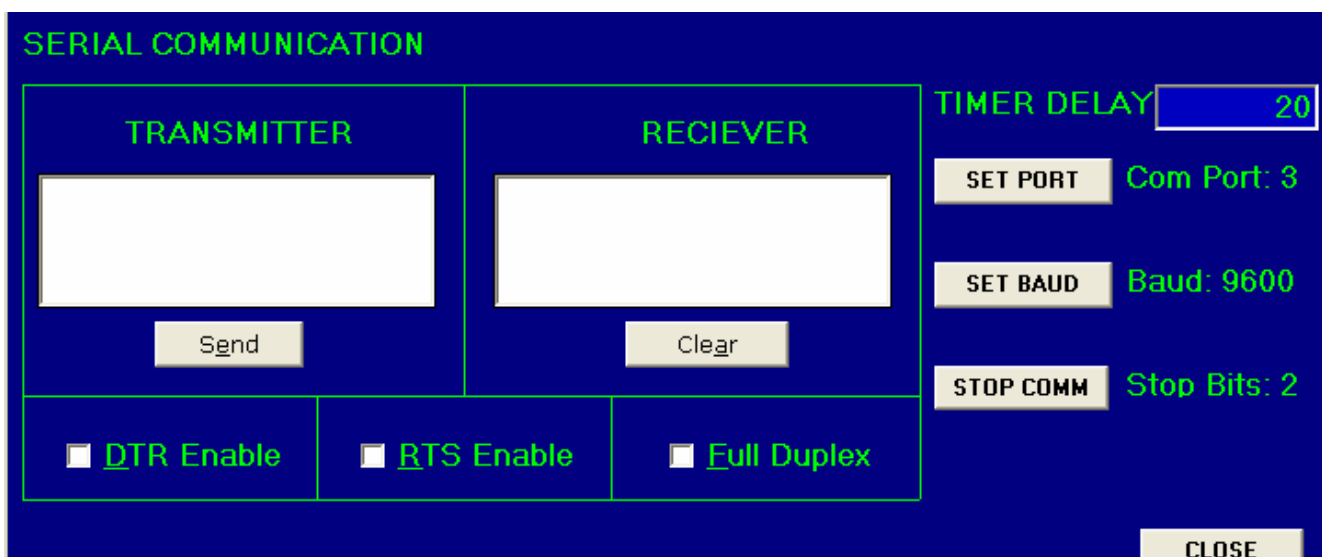 SERIAL COMMUNICATION
TRANSMITTER
RECIEVER
Send
Clear
DTR Enable
RTS Enable
Full Duplex
TIMER DELAY 20
SET PORT Com Port: 3
SET BAUD Baud: 9600
STOP COMM Stop Bits: 2
CLOSE